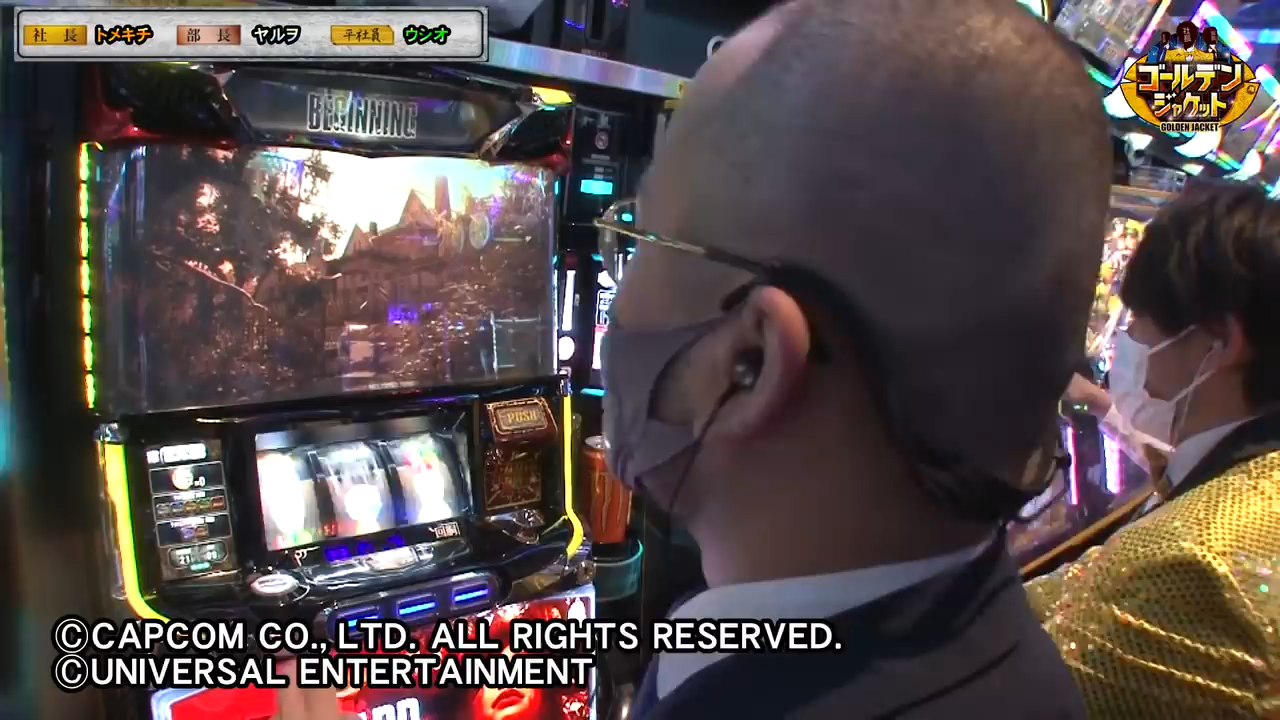 社長 トメキチ 部長 ヤルヲ 平社員 ウシオ
ゴールデン
ジャケット
GOLDEN JACKET
BEGINNING
PUSH
©CAPCOM CO., LTD. ALL RIGHTS RESERVED.
©UNIVERSAL ENTERTAINMENT